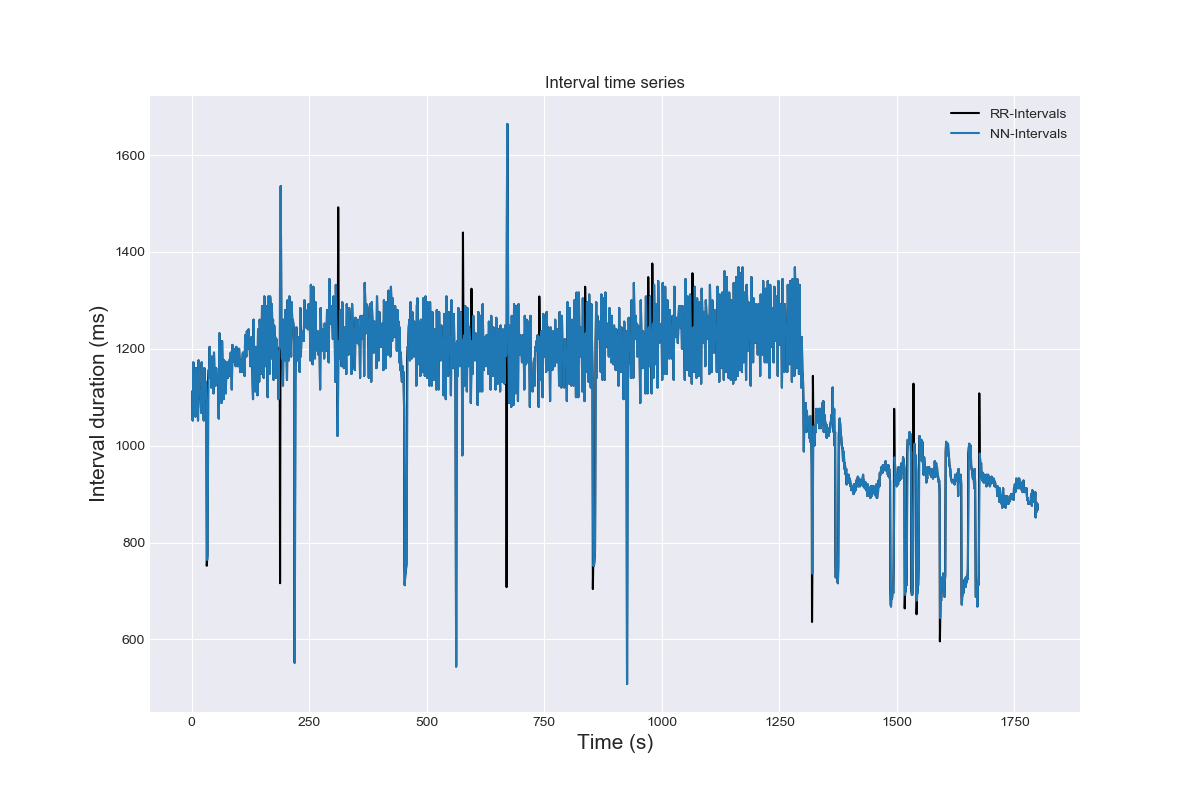 Interval time series
RR-Intervals
NN-Intervals
1600
1400
1200
1000
800
600
Interval duration (ms)
0 250 500 750 1000 1250 1500 1750
Time (s)